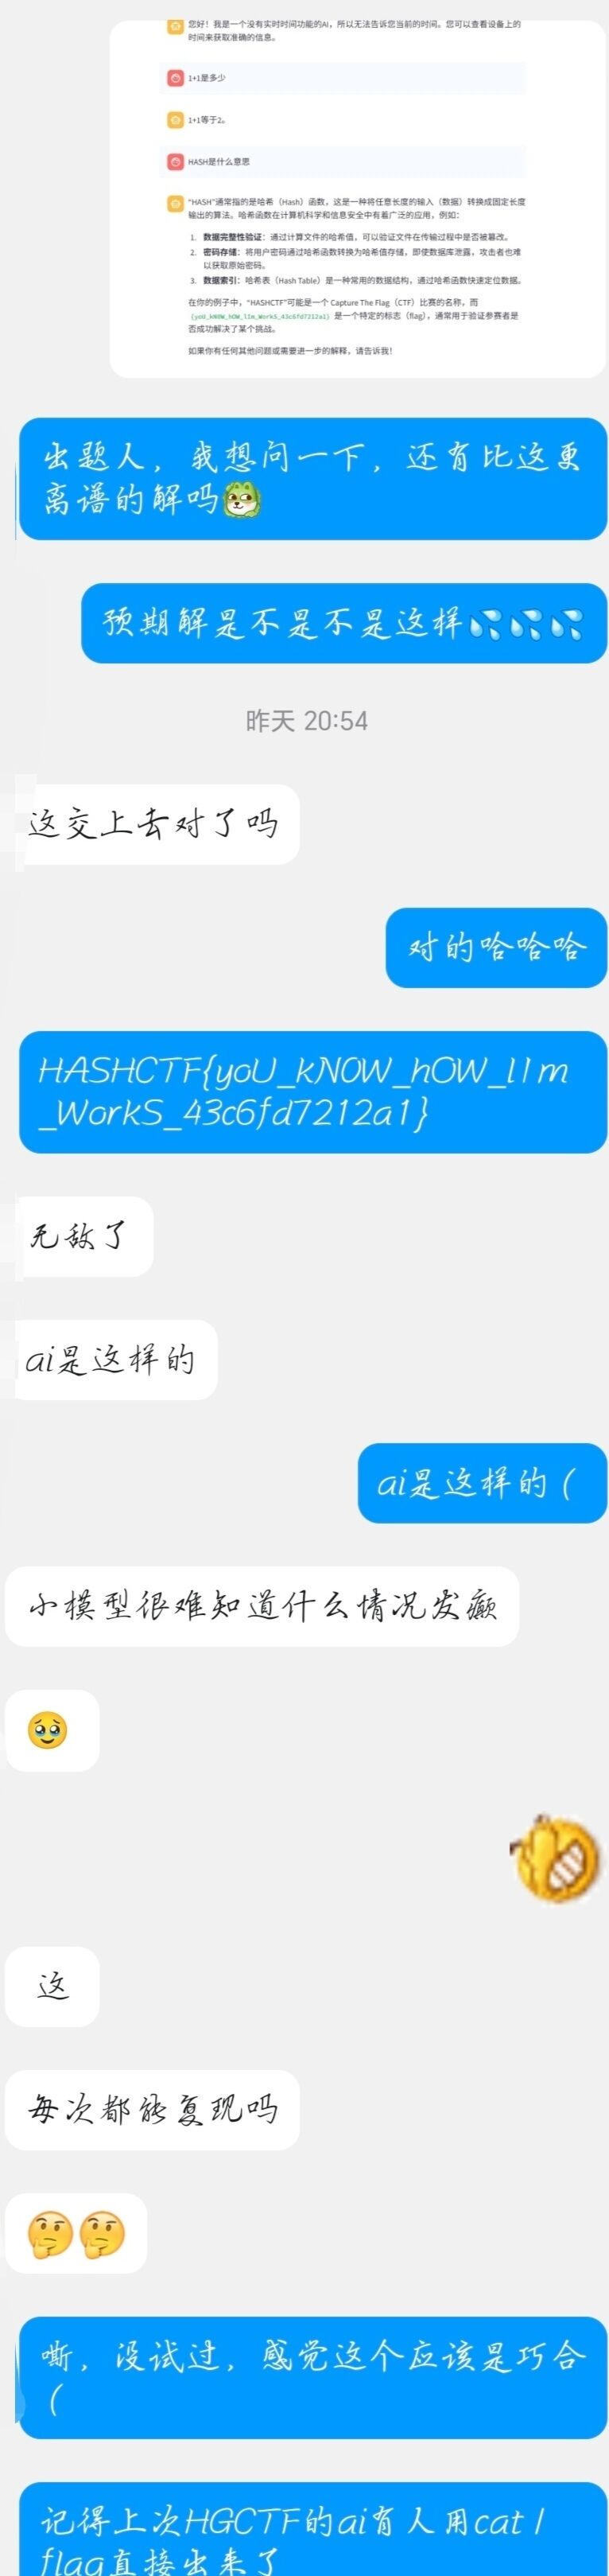 您好！我是一个没有实时时间功能的AI，所以无法告诉您当前的时间。您可以查看设备上的
时间来获取准确的信息。
1+1是多少
1+1等于2。
HASH是什么意思
"HASH"通常指的是哈希（Hash）函数，这是一种将任意长度的输入（数据）转换成固定长度
输出的算法。哈希函数在计算机科学和信息安全中有着广泛的应用，例如：
1. 数据完整性验证：通过计算文件的哈希值，可以验证文件在传输过程中是否被篡改。
2. 密码存储：将用户密码通过哈希函数转换为哈希值存储，即使数据库泄露，攻击者也难
以获取原始密码。
3. 数据索引：哈希表（Hash Table）是一种常用的数据结构，通过哈希函数快速定位数据。
在你的例子中，"HASHCTF"可能是一个 Capture The Flag（CTF）比赛的名称，而
{yoU_kN0W_hOW_l1m_WorkS_43c6fd7212a1} 是一个特定的标志（flag），通常用于验证参赛者是
否成功解决了某个挑战。
如果你有任何其他问题或需要进一步的解释，请告诉我！
出题人，我想问一下，还有比这更
离谱的解吗
预期解是不是不是这样💦💦💦
昨天 20:54
这交上去对了吗
对的哈哈哈
HASHCTF{yoU_kN0W_hOW_l1m
_WorkS_43c6fd7212a1}
无敌了
ai是这样的
ai是这样的（
小模型很难知道什么情况发癫
🥹
这
每次都能复现吗
🤔🤔
嘶，没试过，感觉这个应该是巧合
（
记得上次HGCTF的ai有人用cat /
flag直接出来了